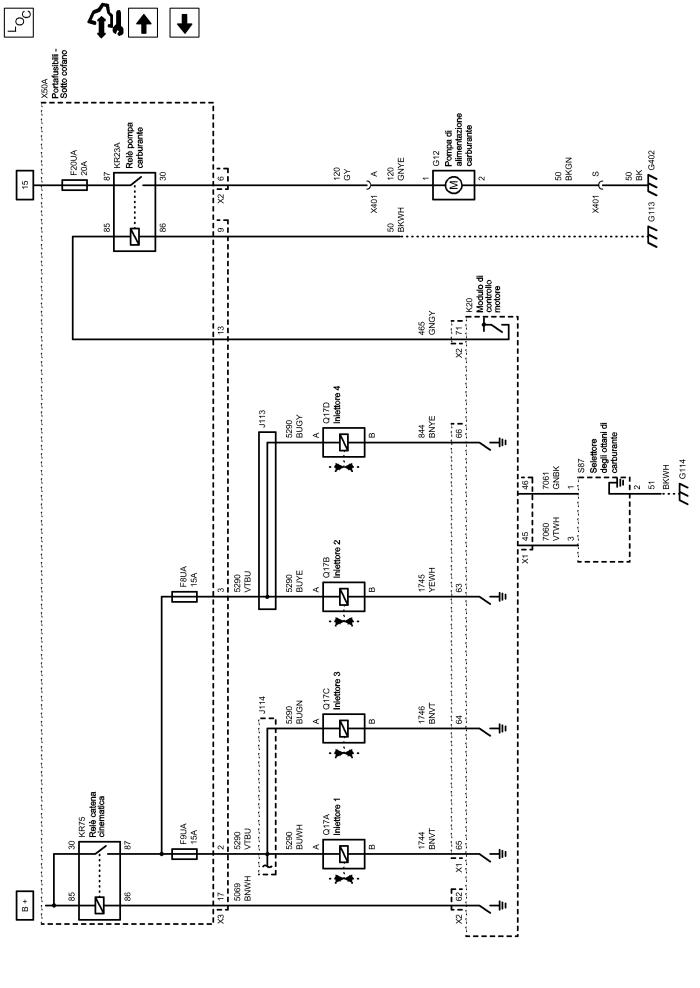 LOC
X50A
Portafusibili -
Sotto cofano
15
F20UA
20A
87
KR23A
Relè pompa
carburante
30
85
86
X2
6
9
13
120
GY
A
X401
120
GNYE
1
G12
Pompa di
alimentazione
carburante
M
2
50
BKGN
S
X401
50
BK
G402
50
BKWH
G113
465
GNGY
X2
71
K20
Modulo di
controllo
motore
J113
5290
BUGY
A
Q17D
Iniettore 4
B
844
BNYE
66
F8UA
15A
3
5290
VTBU
5290
BUYE
A
Q17B
Iniettore 2
B
1745
YEWH
63
X1
45
46
7061
GNBK
1
7060
VTWH
3
S87
Selettore
degli ottani di
carburante
2
51
BKWH
G114
J114
5290
BUGN
A
Q17C
Iniettore 3
B
1746
BNVT
64
B +
KR75
Relè catena
cinematica
30
87
85
86
F9UA
15A
2
5290
VTBU
5290
BUWH
A
Q17A
Iniettore 1
B
1744
BNVT
X1
65
X3
17
5069
BNWH
X2
62